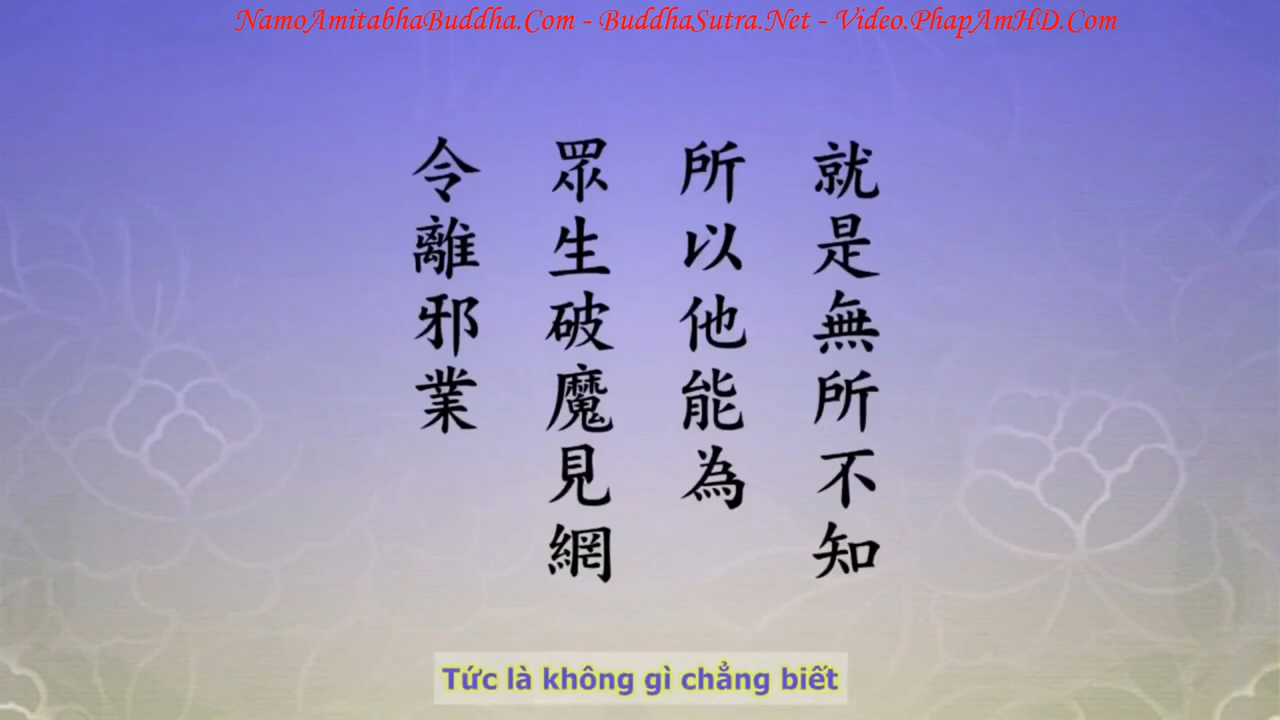 NamoAmitabhaBuddha.Com - BuddhaSutra.Net - Video.PhapAmHD.Com
就是無所不知
所以他能為
眾生破魔見網
令離邪業
Tức là không gì chẳng biết